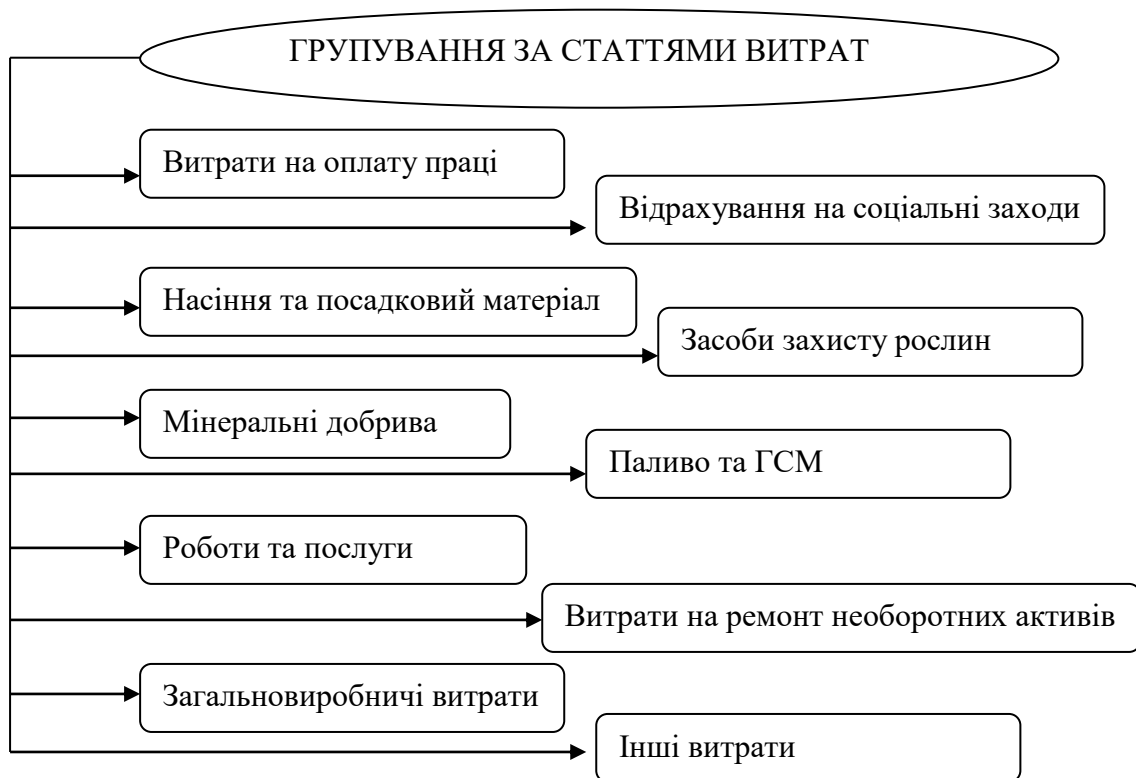 ГРУПУВАННЯ ЗА СТАТТЯМИ ВИТРАТ
Витрати на оплату праці
Відрахування на соціальні заходи
Насіння та посадковий матеріал
Засоби захисту рослин
Мінеральні добрива
Паливо та ГСМ
Роботи та послуги
Витрати на ремонт необоротних активів
Загальновиробничі витрати
Інші витрати